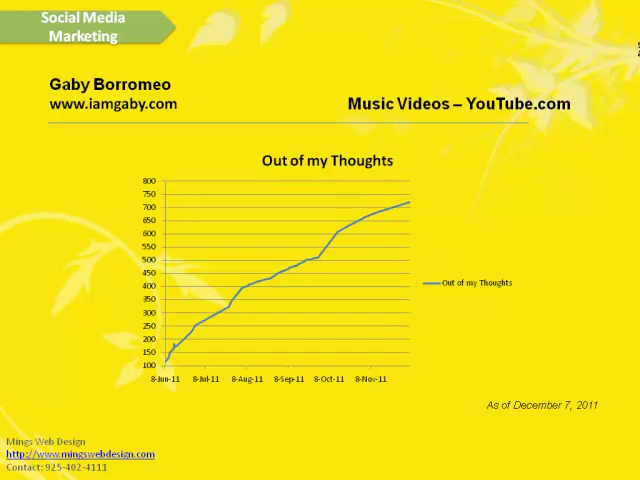 Social Media
Marketing
Gaby Borromeo
www.iamgaby.com
Music Videos – YouTube.com
Out of my Thoughts
800
750
700
650
600
550
500
450
400
350
300
250
200
150
100
8-Jun-11 8-Jul-11 8-Aug-11 8-Sep-11 8-Oct-11 8-Nov-11
Out of my Thoughts
As of December 7, 2011
Mings Web Design
http://www.mingswebdesign.com
Contact: 925-402-4111